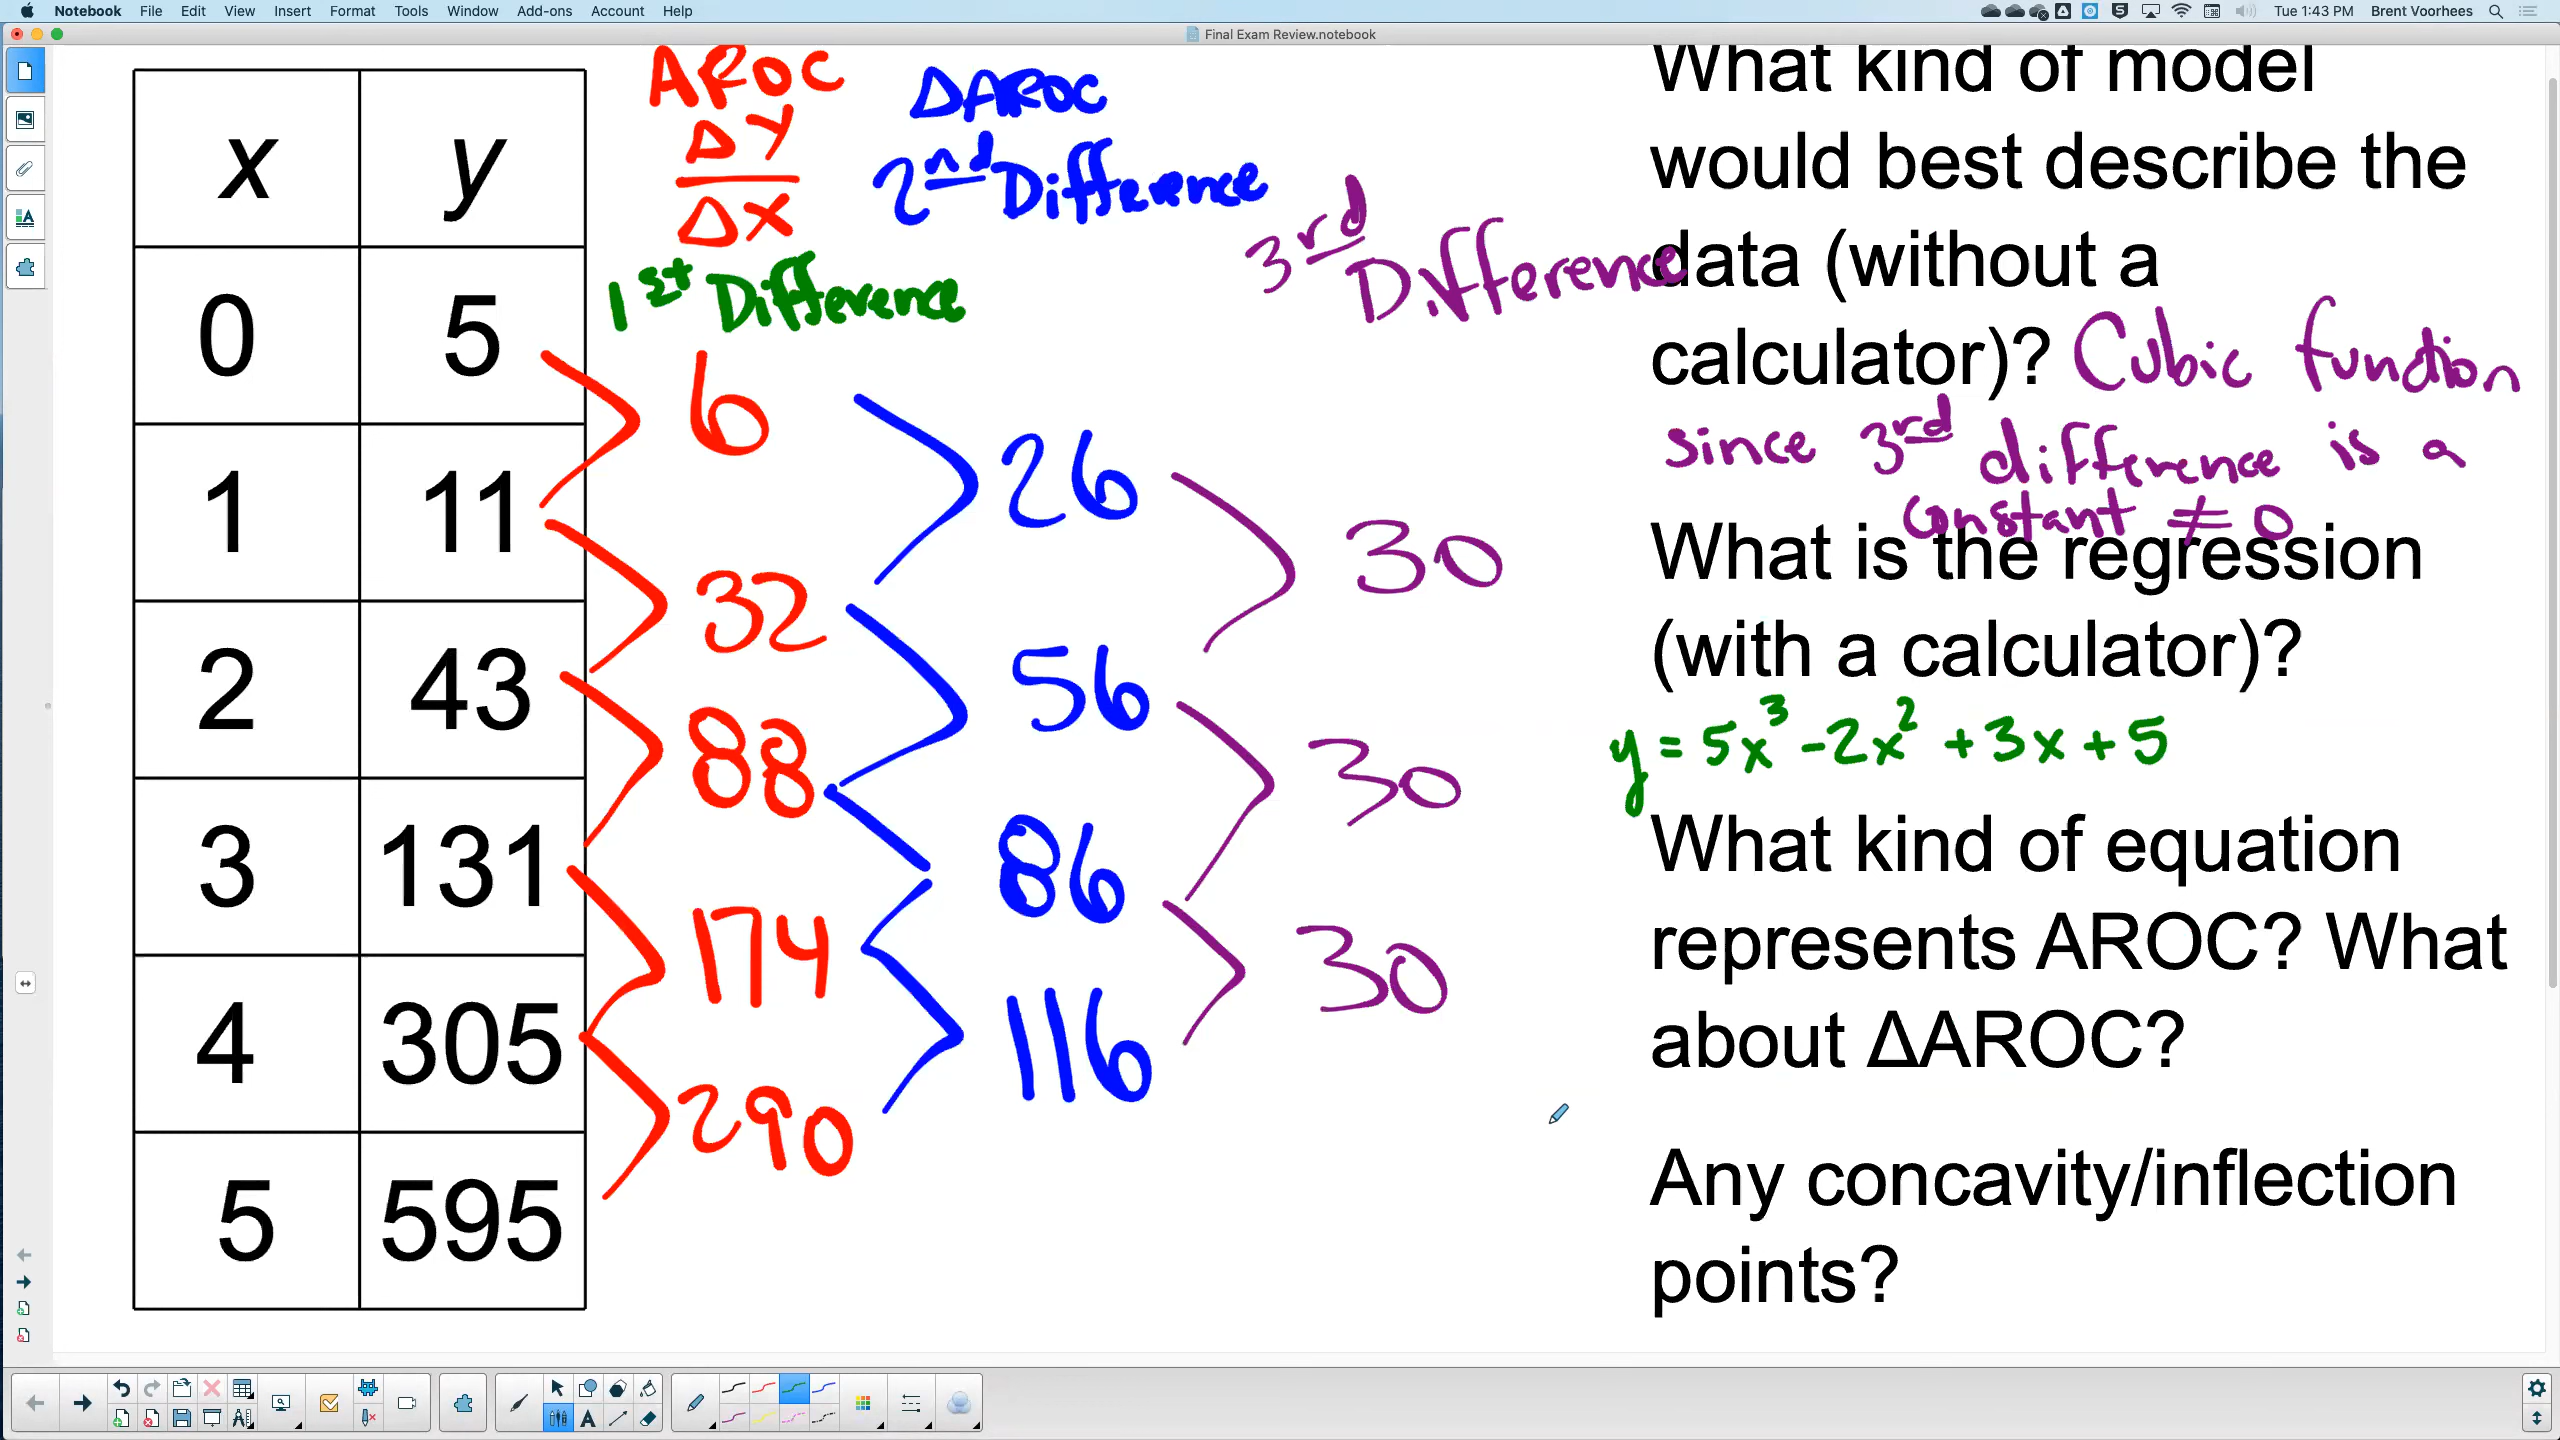 Notebook File Edit View Insert Format Tools Window Add-ons Account Help
Tue 1:43 PM Brent Voorhees
Final Exam Review.notebook
x y
0 5
1 11
2 43
3 131
4 305
5 595
AROC
ΔY
ΔX
1st Difference
6
32
88
174
290
ΔAROC
2nd Difference
26
56
86
116
3rd
Difference
30
30
30
What kind of model
would best describe the
data (without a
calculator)? Cubic function
since 3rd difference is a
constant ≠ 0
What is the regression
(with a calculator)?
y = 5x³ -2x² +3x+5
What kind of equation
represents AROC? What
about ΔAROC?
Any concavity/inflection
points?